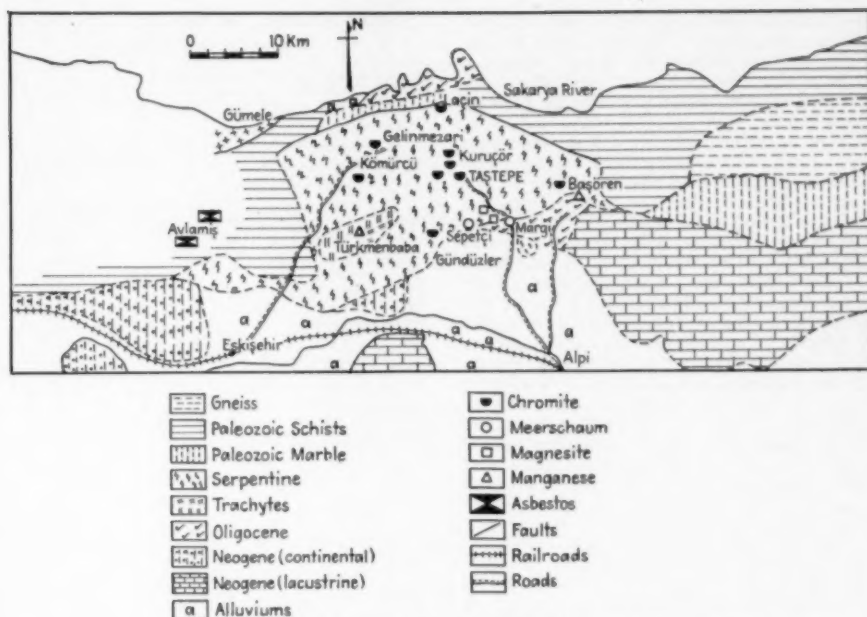 N
0 10 Km
Sakarya River
Gümele
Laçin
Gelinmezarı
Kömürcü
Kuruçör
TAŞTEPE
Başören
Avlamış
Türkmenbaba
Sepetçi
Margı
Gündüzler
a
a
a
a
a
a
a
a
Eskişehir
Alpi
Gneiss
Paleozoic Schists
Paleozoic Marble
Serpentine
Trachytes
Oligocene
Neogene (continental)
Neogene (lacustrine)
a Alluviums
Chromite
Meerschaum
Magnesite
Manganese
Asbestos
Faults
Railroads
Roads